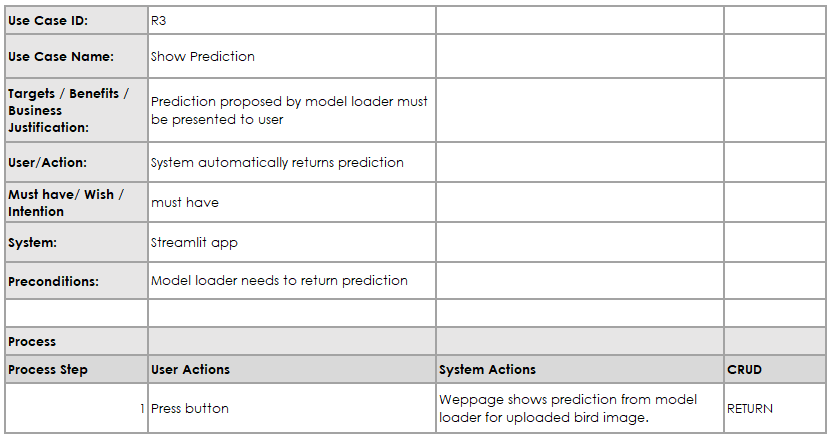 Use Case ID: R3
Use Case Name: Show Prediction
Targets / Benefits /
Business
Justification:
Prediction proposed by model loader must
be presented to user
User/Action: System automatically returns prediction
Must have/ Wish /
Intention
must have
System: Streamlit app
Preconditions: Model loader needs to return prediction
Process
Process Step User Actions System Actions CRUD
1 Press button
Weppage shows prediction from model
loader for uploaded bird image.
RETURN